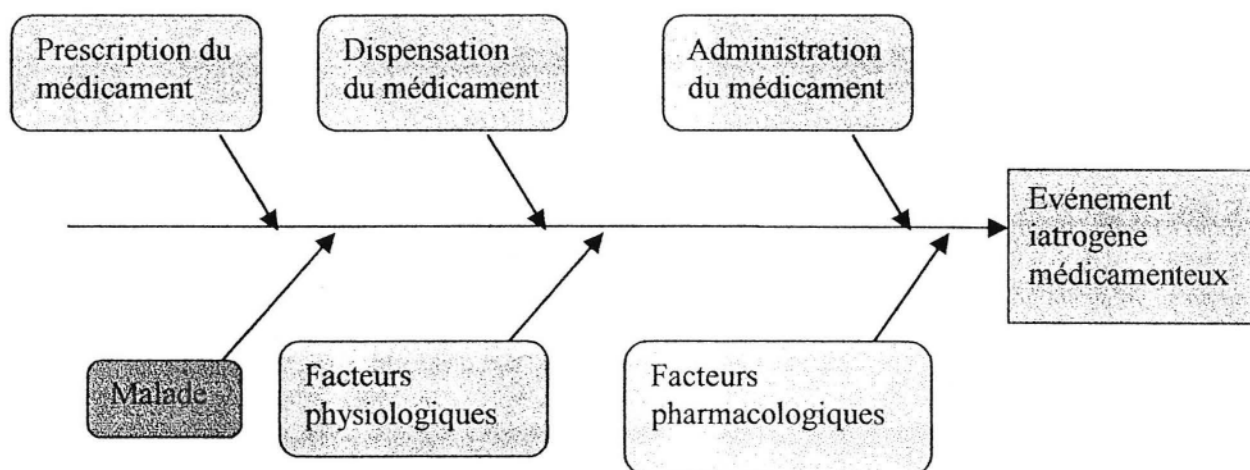 Prescription du
médicament
Dispensation
du médicament
Administration
du médicament
Evénement
iatrogène
médicamenteux
Malade
Facteurs
physiologiques
Facteurs
pharmacologiques